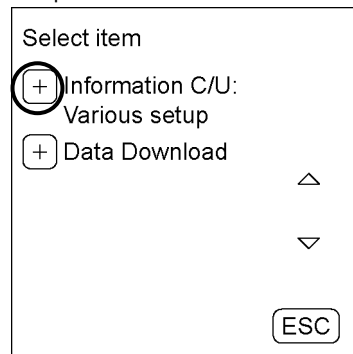 Select item
+ Information C/U:
Various setup
+ Data Download
ESC